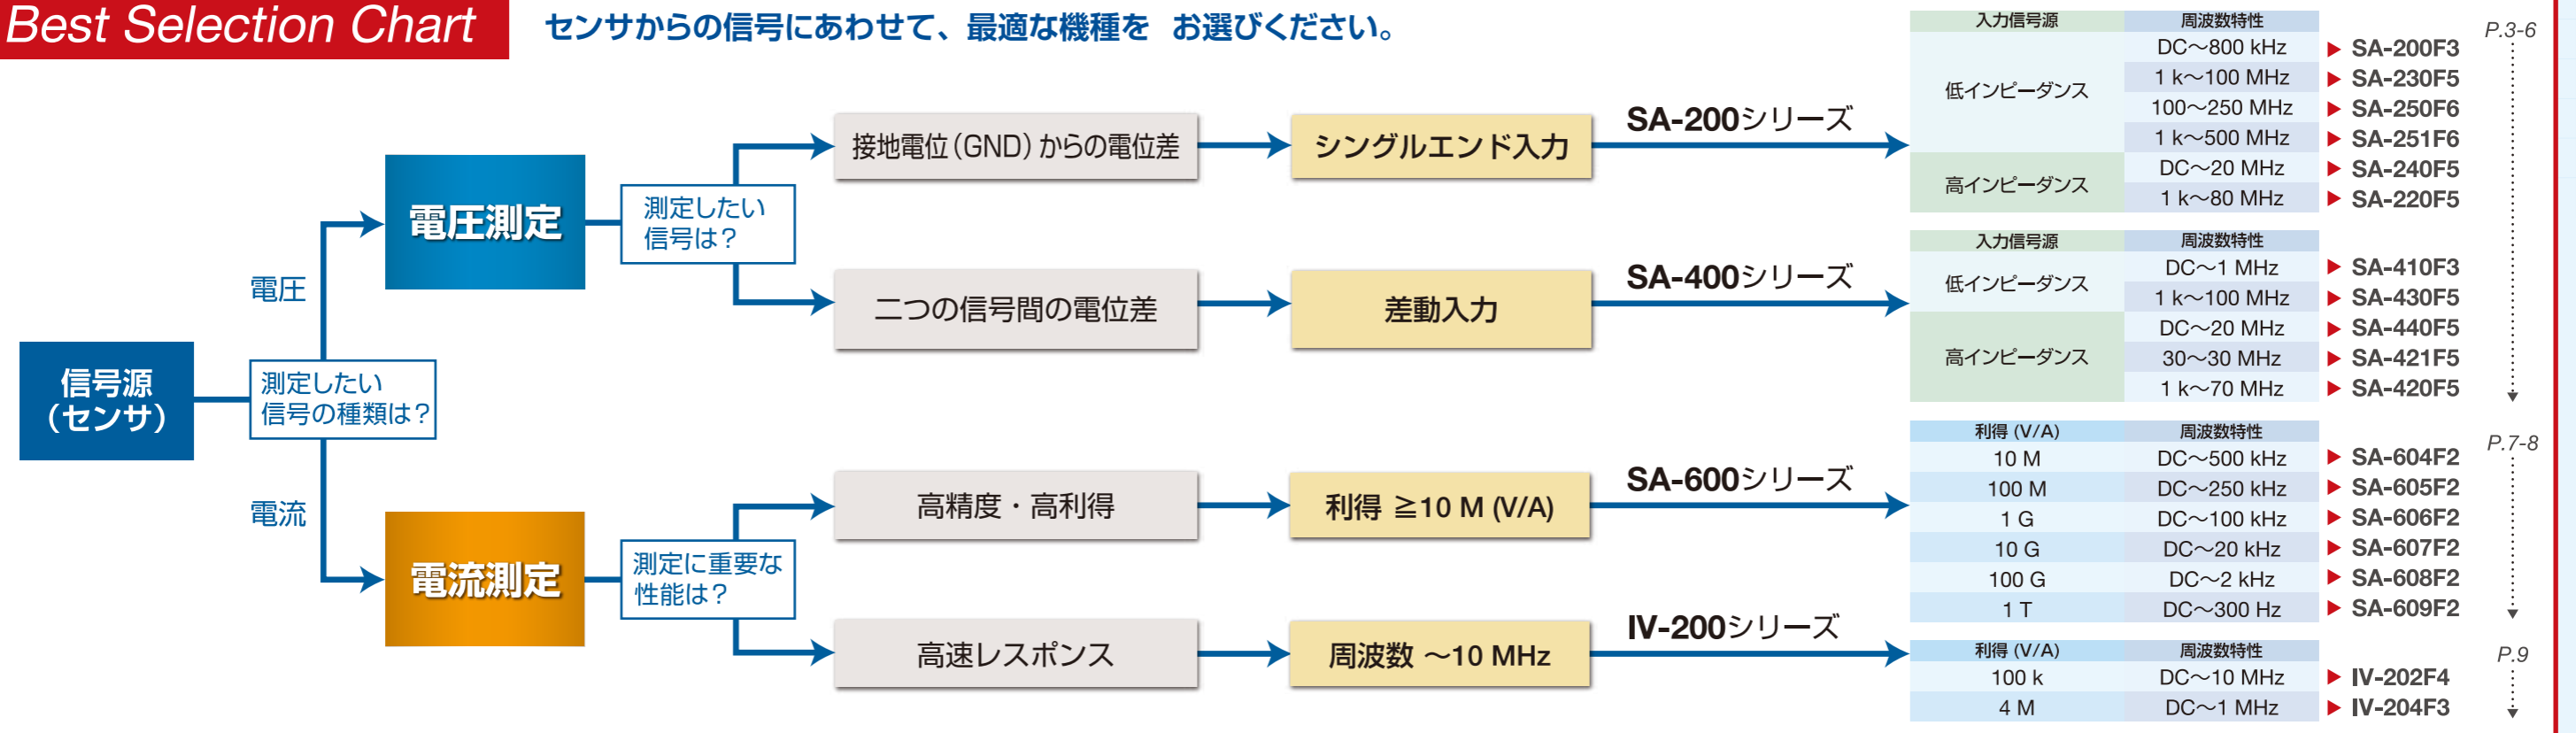 Best Selection Chart
センサからの信号にあわせて、最適な機種を お選びください。
信号源
（センサ）
測定したい
信号の種類は？
電圧
電流
電圧測定
測定したい
信号は？
接地電位（GND）からの電位差
シングルエンド入力
SA-200シリーズ
二つの信号間の電位差
差動入力
SA-400シリーズ
電流測定
測定に重要な
性能は？
高精度・高利得
利得 ≧10 M (V/A)
SA-600シリーズ
高速レスポンス
周波数 ～10 MHz
IV-200シリーズ
入力信号源 周波数特性
P.3-6
低インピーダンス
DC～800 kHz SA-200F3
1 k～100 MHz SA-230F5
100～250 MHz SA-250F6
1 k～500 MHz SA-251F6
高インピーダンス
DC～20 MHz SA-240F5
1 k～80 MHz SA-220F5
入力信号源 周波数特性
低インピーダンス
DC～1 MHz SA-410F3
1 k～100 MHz SA-430F5
高インピーダンス
DC～20 MHz SA-440F5
30～30 MHz SA-421F5
1 k～70 MHz SA-420F5
利得 (V/A) 周波数特性
P.7-8
10 M DC～500 kHz SA-604F2
100 M DC～250 kHz SA-605F2
1 G DC～100 kHz SA-606F2
10 G DC～20 kHz SA-607F2
100 G DC～2 kHz SA-608F2
1 T DC～300 Hz SA-609F2
利得 (V/A) 周波数特性
P.9
100 k DC～10 MHz IV-202F4
4 M DC～1 MHz IV-204F3